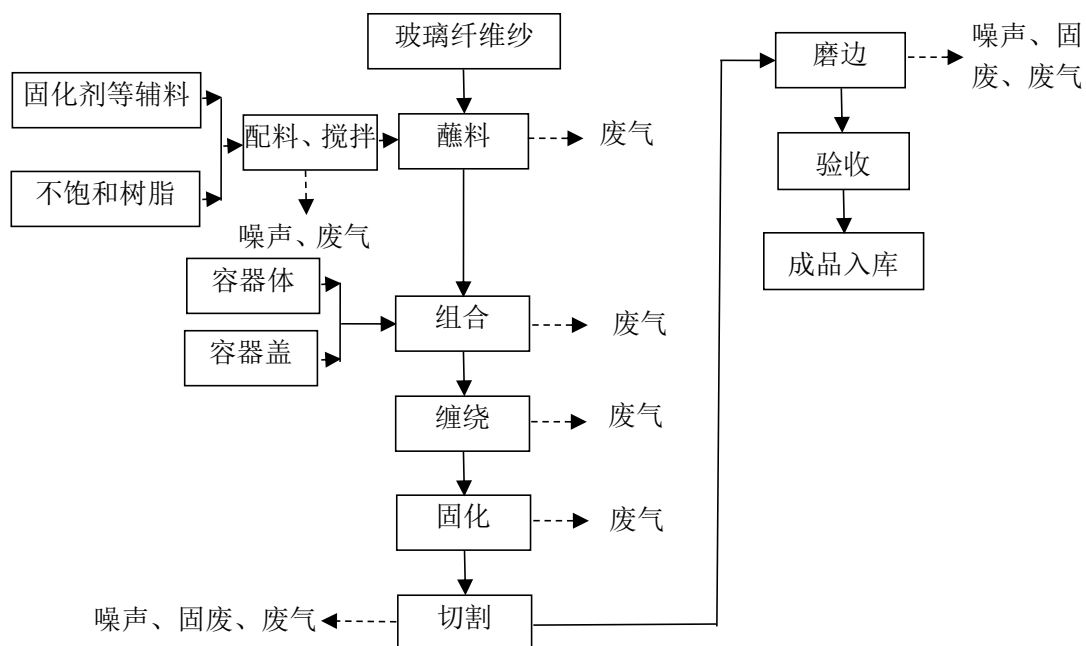 玻璃纤维纱
固化剂等辅料
配料、搅拌
蘸料
废气
不饱和树脂
噪声、废气
容器体
组合
废气
容器盖
缠绕
废气
固化
废气
噪声、固废、废气
切割
磨边
噪声、固
废、废气
验收
成品入库